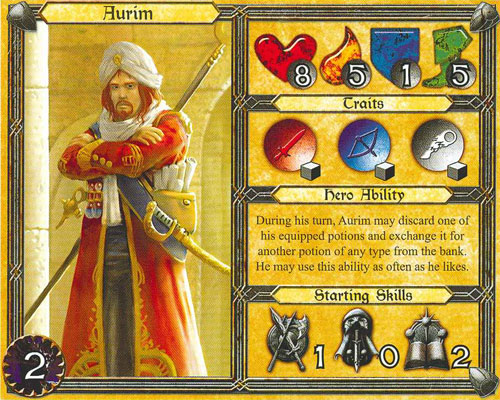 Aurim
8 5 1 5
Traits
Hero Ability
During his turn, Aurim may discard one of
his equipped potions and exchange it for
another potion of any type from the bank.
He may use this ability as often as he likes.
Starting Skills
1 0 2
2